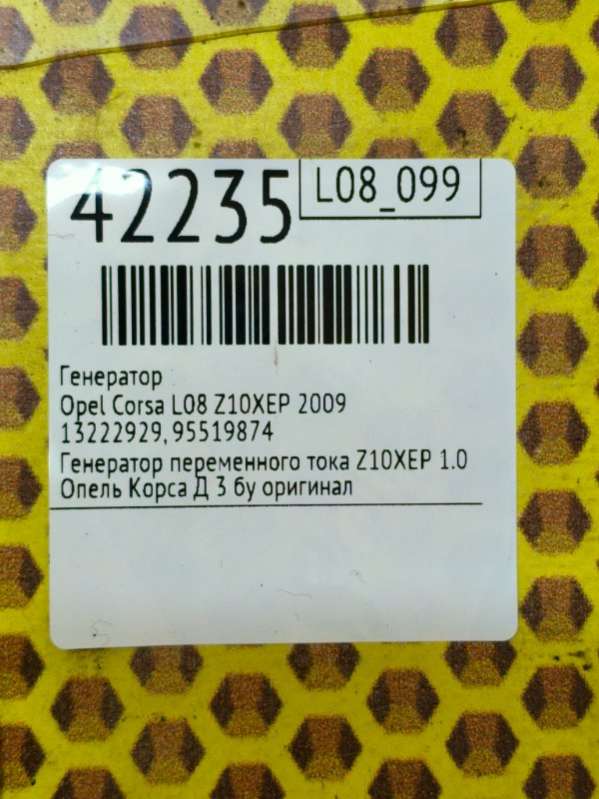 42235
L08_099
Генератор
Opel Corsa L08 Z10XEP 2009
13222929, 95519874
Генератор переменного тока Z10XEP 1.0
Опель Корса Д 3 бу оригинал